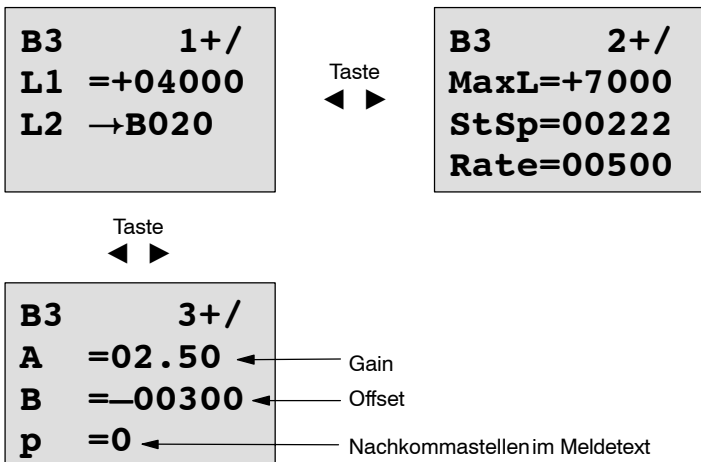 B3 1+/
L1 =+04000
L2 →B020
Taste
◄ ►
B3 2+/
MaxL=+7000
StSp=00222
Rate=00500
Taste
◄ ►
B3 3+/
A =02.50
Gain
B =–00300
Offset
p =0
Nachkommastellen im Meldetext